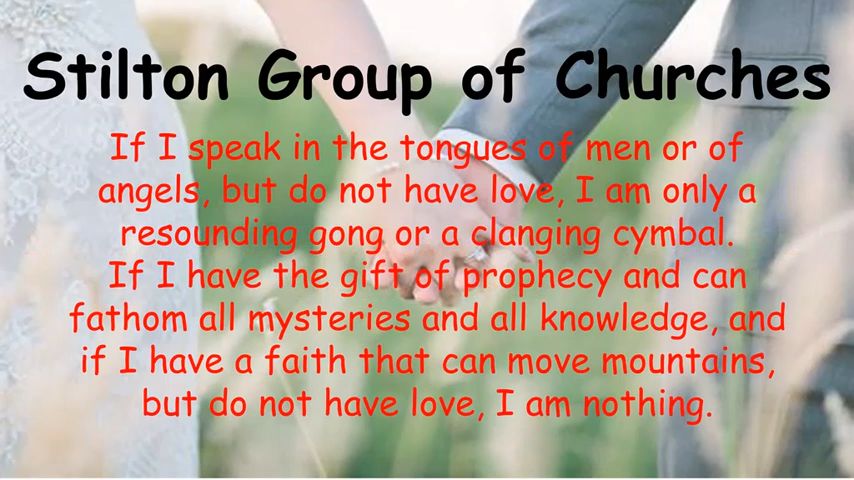 Stilton Group of Churches
If I speak in the tongues of men or of
angels, but do not have love, I am only a
resounding gong or a clanging cymbal.
If I have the gift of prophecy and can
fathom all mysteries and all knowledge, and
if I have a faith that can move mountains,
but do not have love, I am nothing.